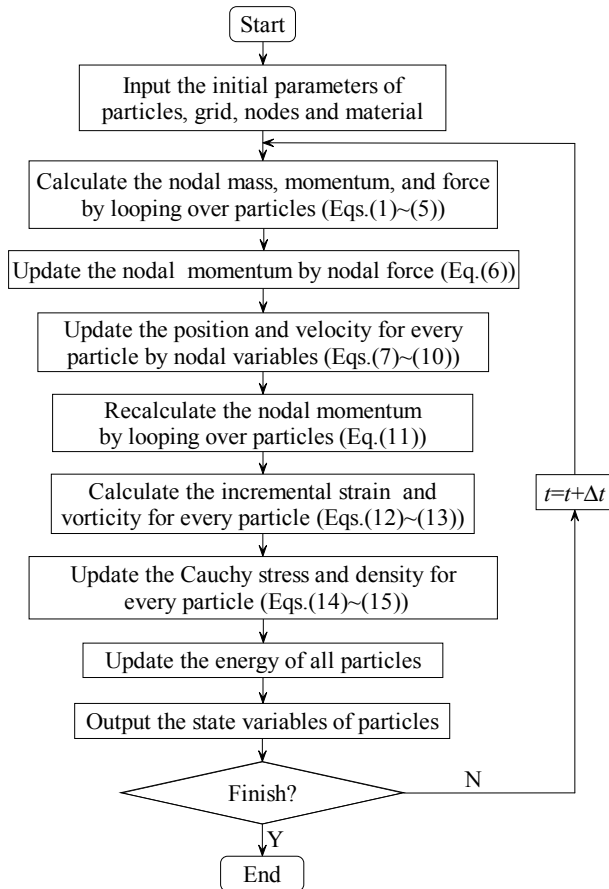 Start
Input the initial parameters of
particles, grid, nodes and material
Calculate the nodal mass, momentum, and force
by looping over particles (Eqs.(1)~(5))
Update the nodal momentum by nodal force (Eq.(6))
Update the position and velocity for every
particle by nodal variables (Eqs.(7)~(10))
Recalculate the nodal momentum
by looping over particles (Eq.(11))
Calculate the incremental strain and
vorticity for every particle (Eqs.(12)~(13))
t=t+Δt
Update the Cauchy stress and density for
every particle (Eqs.(14)~(15))
Update the energy of all particles
Output the state variables of particles
Finish?
N
Y
End